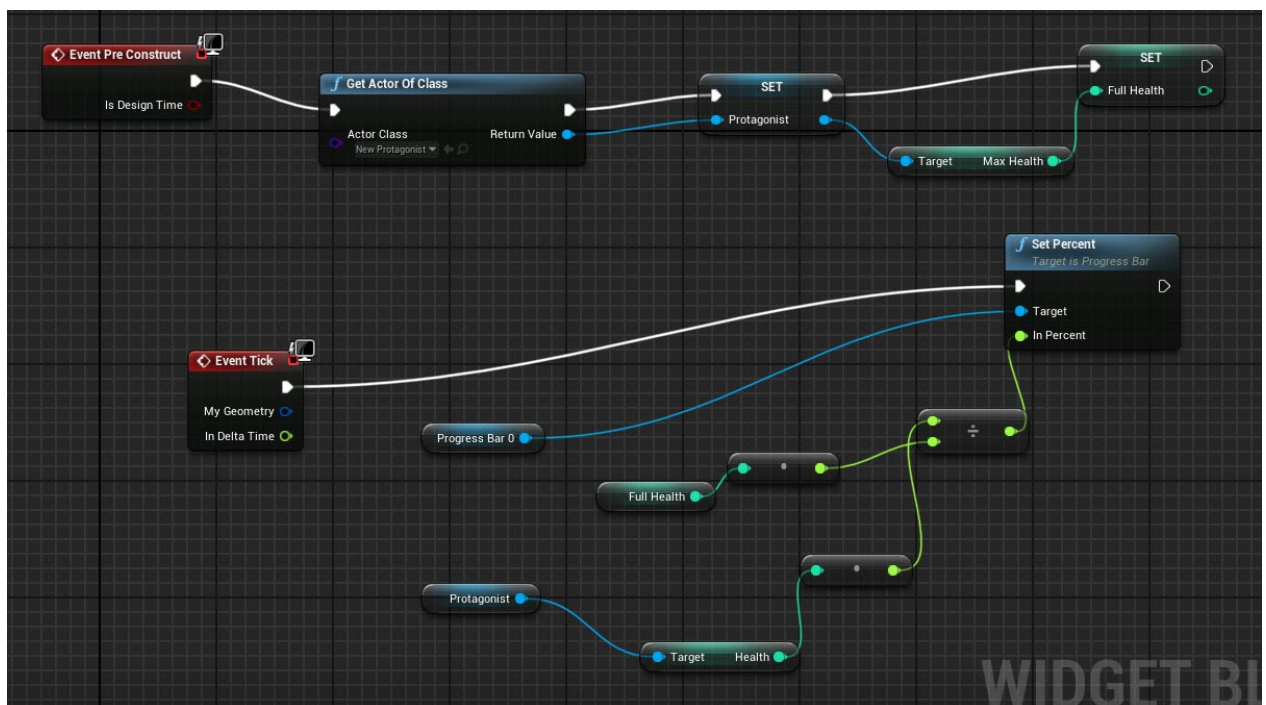 Event Pre Construct
Is Design Time
f Get Actor Of Class
Actor Class
New Protagonist
Return Value
SET
Protagonist
SET
Full Health
Target Max Health
f Set Percent
Target is Progress Bar
Target
In Percent
Event Tick
My Geometry
In Delta Time
Progress Bar 0
÷
Full Health
Protagonist
Target Health
WIDGET BL